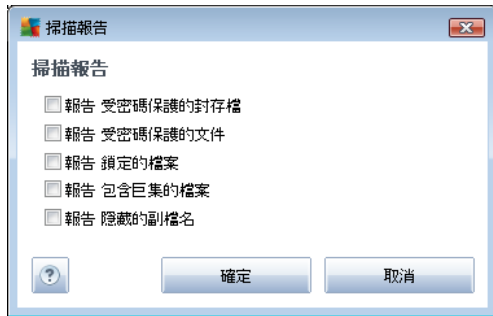 掃描報告
掃描報告
報告 受密碼保護的封存檔
報告 受密碼保護的文件
報告 鎖定的檔案
報告 包含巨集的檔案
報告 隱藏的副檔名
?
確定
取消